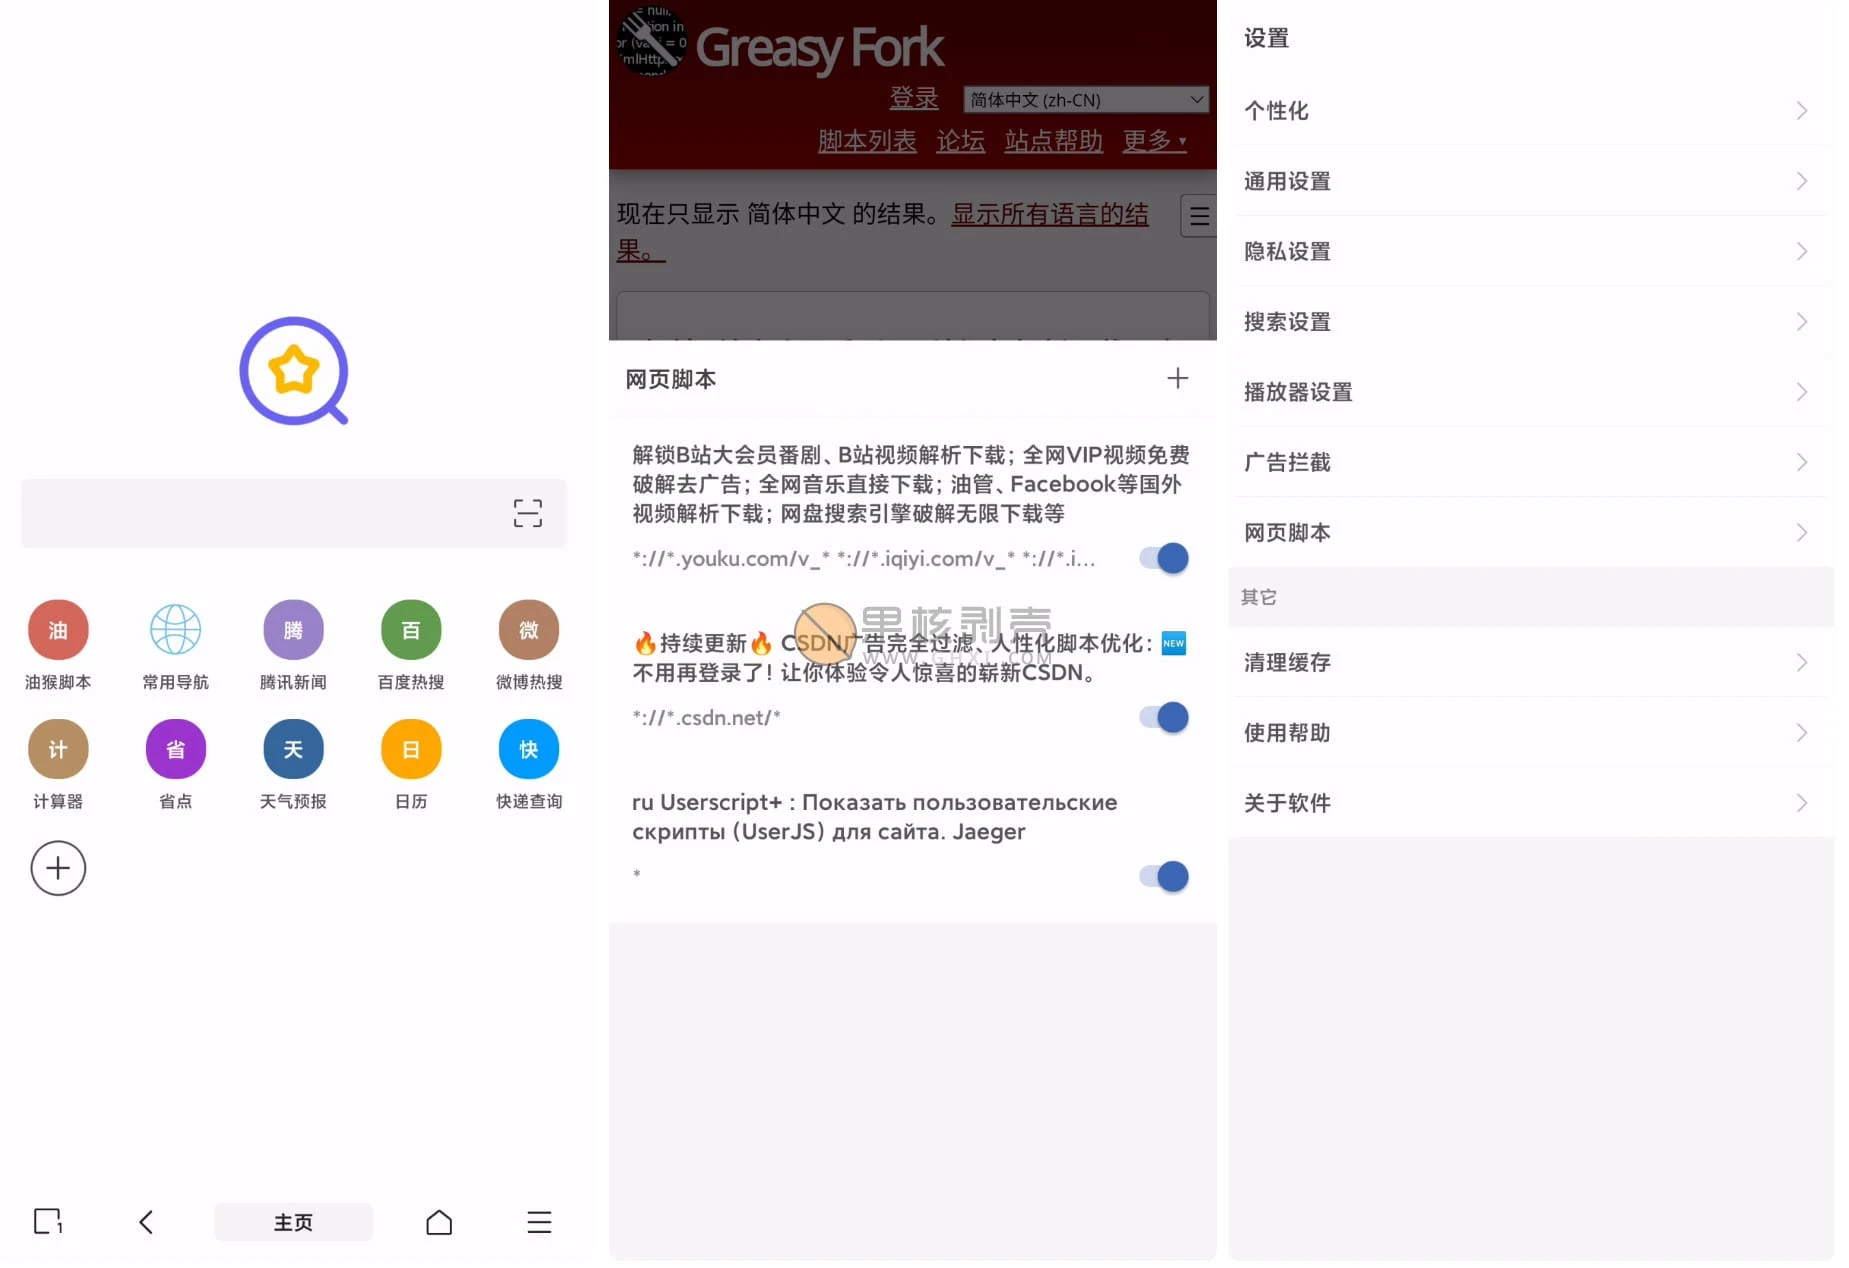 油
腾
百
微
油猴脚本
常用导航
腾讯新闻
百度热搜
微博热搜
计
省
天
日
快
计算器
省点
天气预报
日历
快递查询
1
主页
Greasy Fork
登录
简体中文 (zh-CN)
脚本列表 论坛 站点帮助 更多
现在只显示 简体中文 的结果。显示所有语言的结
果。
网页脚本
解锁B站大会员番剧、B站视频解析下载；全网VIP视频免费
破解去广告；全网音乐直接下载；油管、Facebook等国外
视频解析下载；网盘搜索引擎破解无限下载等
*://*.youku.com/v_* *://*.iqiyi.com/v_* *://*.i...
果核剥壳
WWW.GHXI.COM
🔥持续更新🔥 CSDN广告完全过滤、人性化脚本优化：🆕
不用再登录了！让你体验令人惊喜的崭新CSDN。
*://*.csdn.net/*
ru Userscript+ : Показать пользовательские
скрипты (UserJS) для сайта. Jaeger
*
设置
个性化
通用设置
隐私设置
搜索设置
播放器设置
广告拦截
网页脚本
其它
清理缓存
使用帮助
关于软件